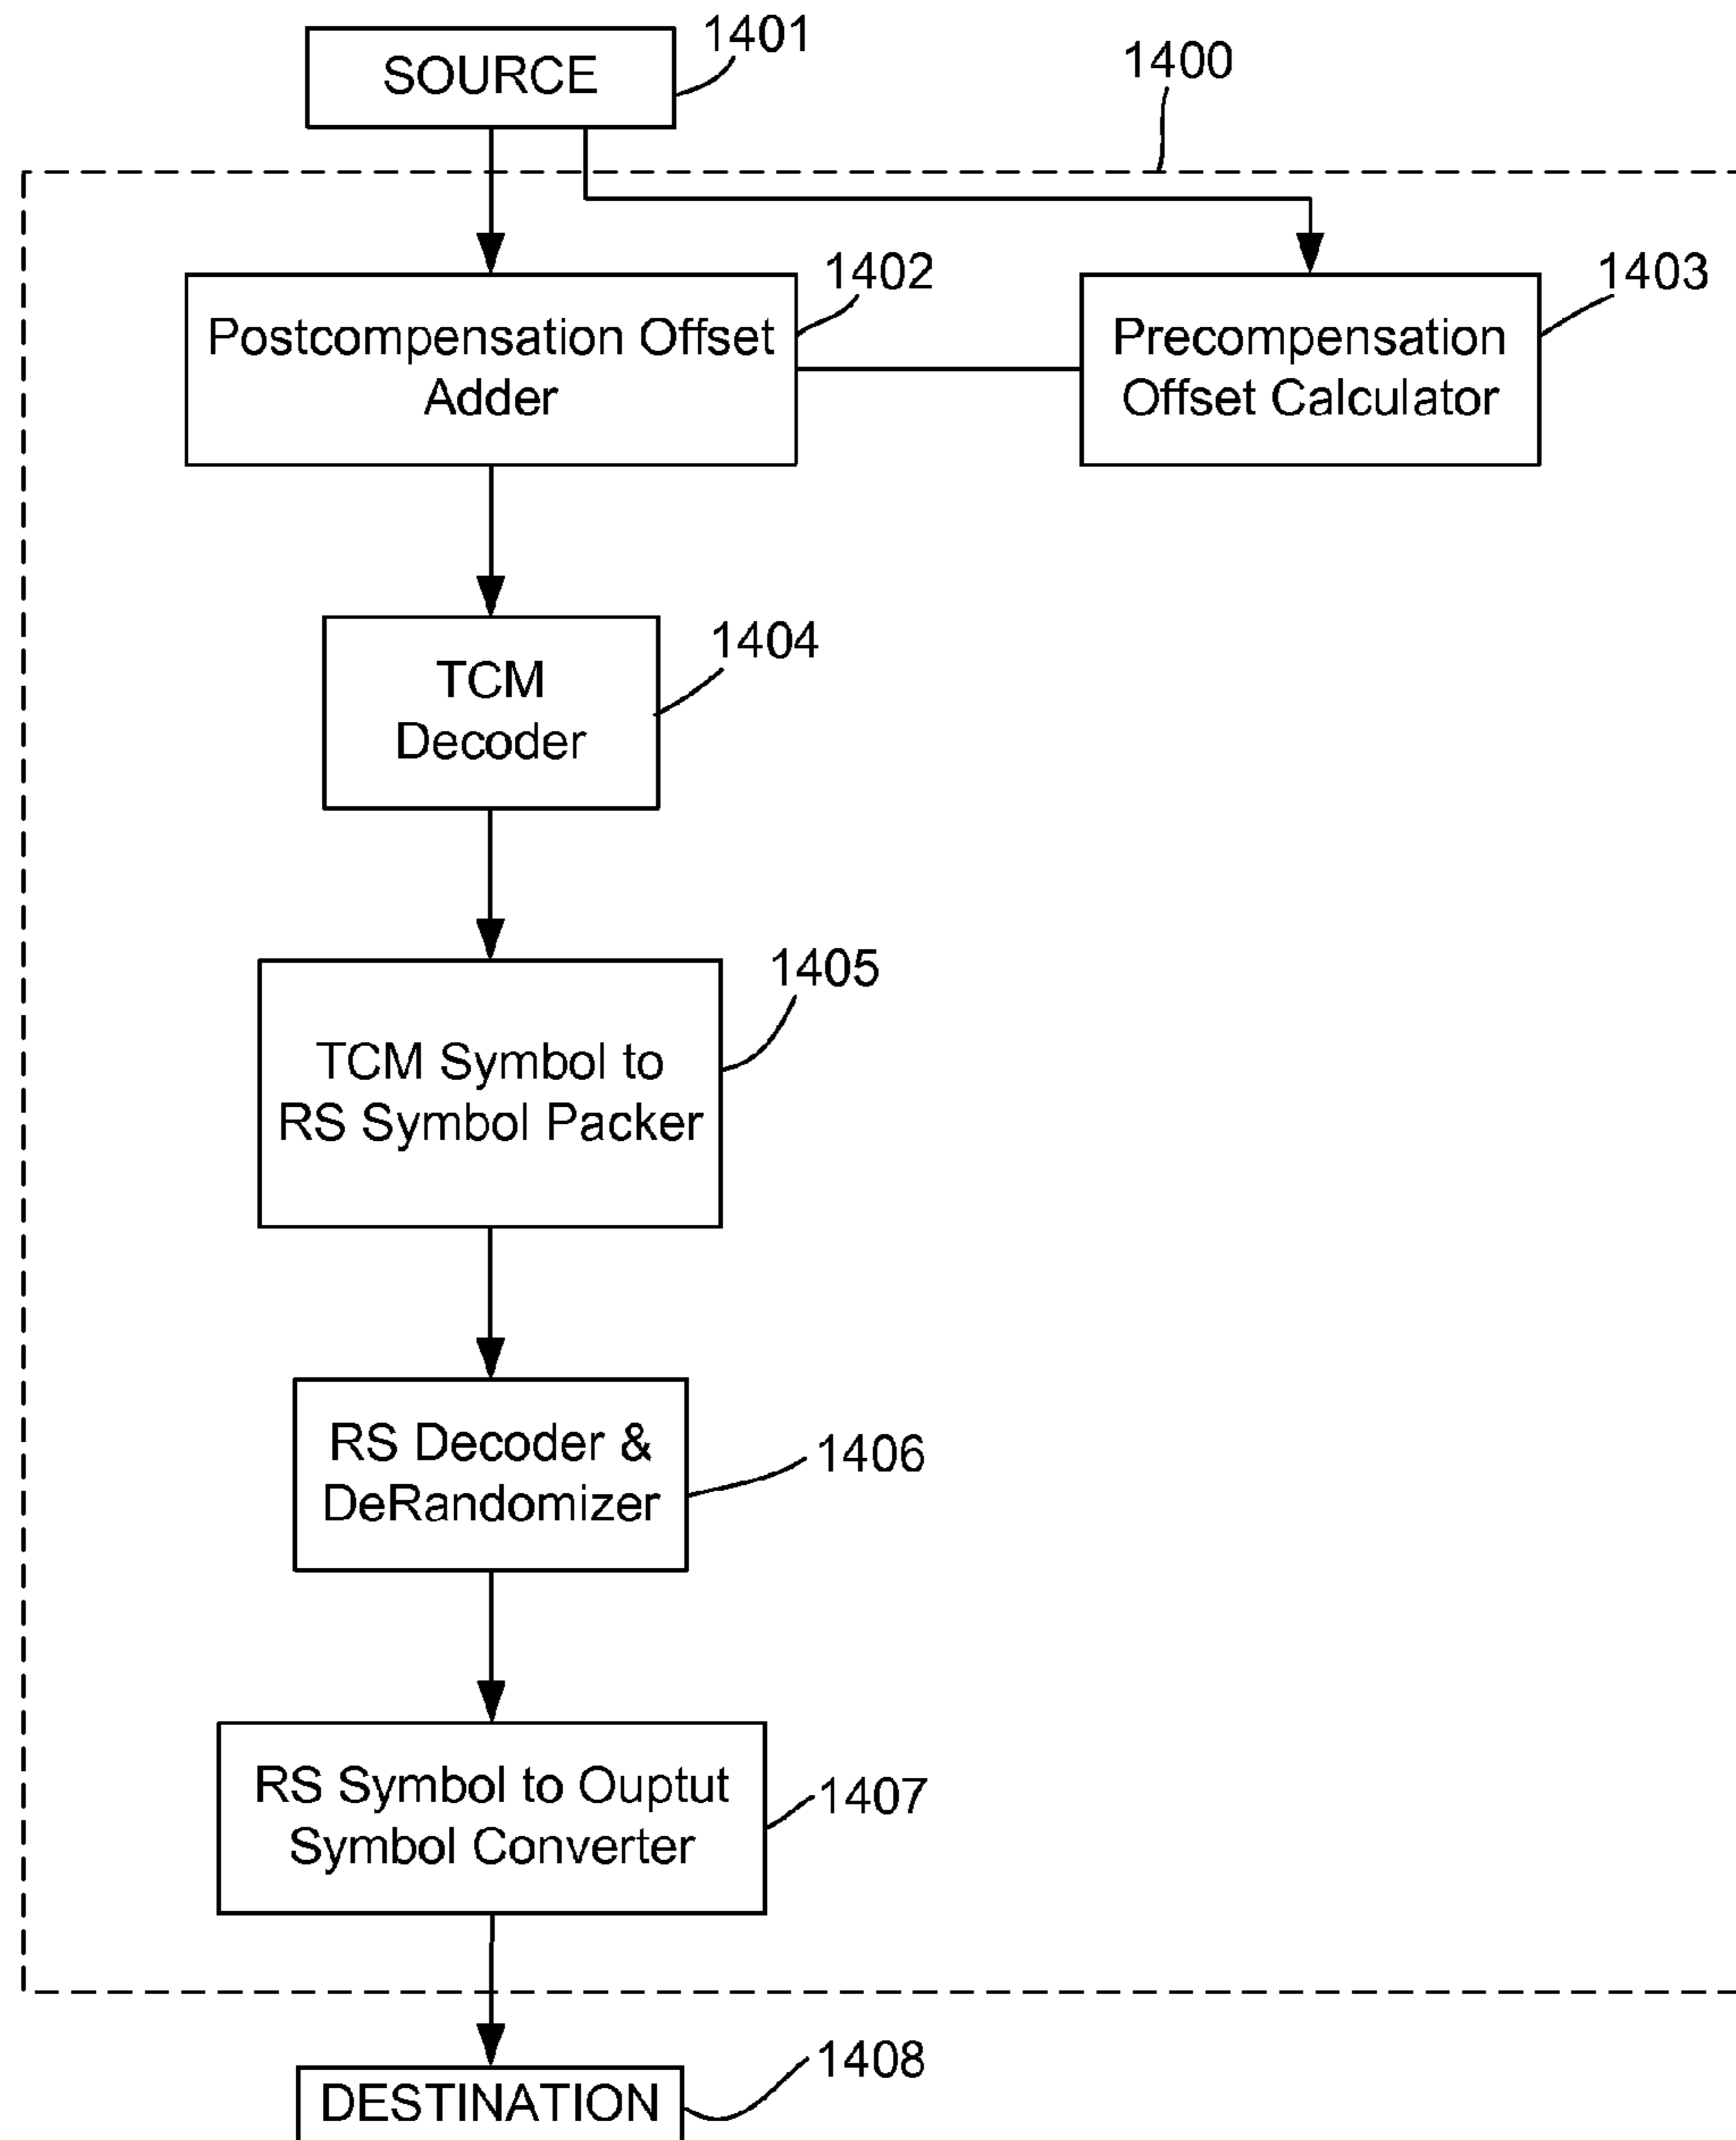 1401
SOURCE
1400
1402
1403
Postcompensation Offset
Adder
Precompensation
Offset Calculator
1404
TCM
Decoder
1405
TCM Symbol to
RS Symbol Packer
1406
RS Decoder &
DeRandomizer
1407
RS Symbol to Ouptut
Symbol Converter
1408
DESTINATION